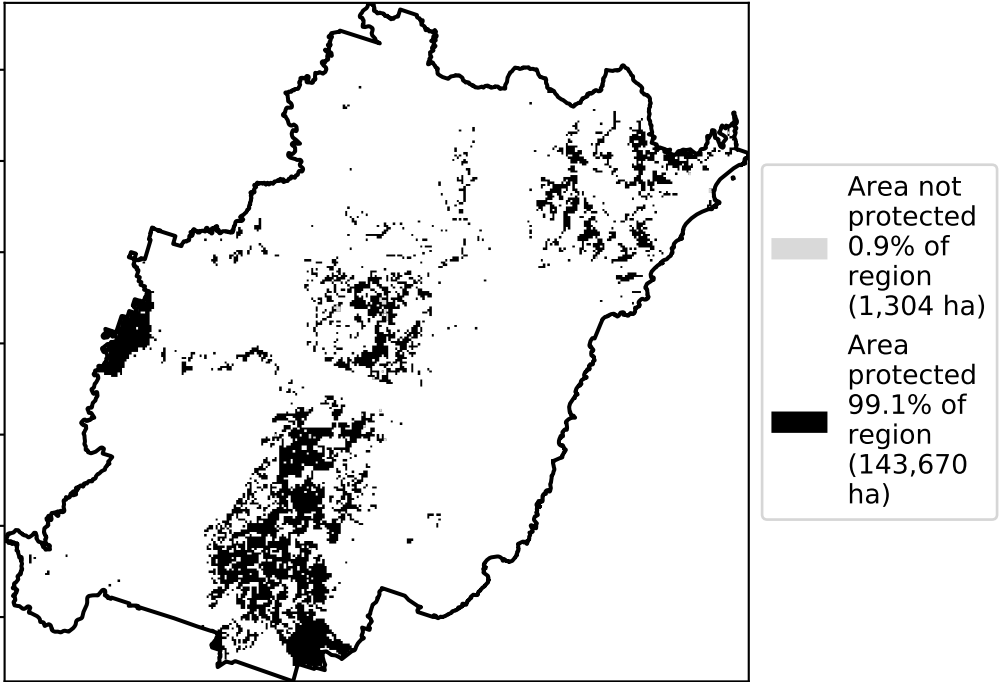 Area not
protected
0.9% of
region
(1,304 ha)
Area
protected
99.1% of
region
(143,670
ha)